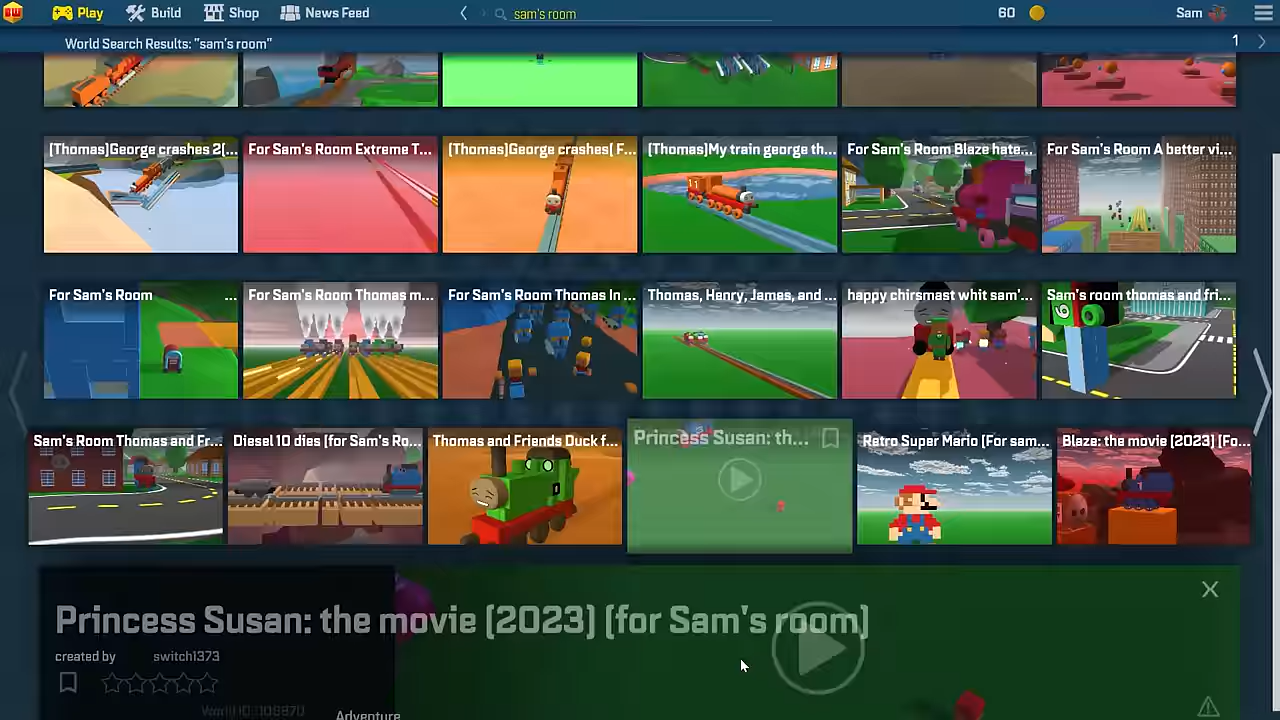 BW Play Build Shop News Feed sam's room 60 Sam
World Search Results: "sam's room" 1
(Thomas)George crashes 2(...
For Sam's Room Extreme T...
(Thomas)George crashes( F...
(Thomas)My train george th...
For Sam's Room Blaze hate...
For Sam's Room A better vi...
For Sam's Room ...
For Sam's Room Thomas m...
For Sam's Room Thomas In ...
Thomas, Henry, James, and ...
happy chirsmast whit sam'...
Sam's room thomas and fri...
Sam's Room Thomas and Fr...
Diesel 10 dies (for Sam's Ro...
Thomas and Friends Duck f...
Princess Susan: th...
Retro Super Mario (For sam...
Blaze: the movie (2023) (Fo...
Princess Susan: the movie (2023) (for Sam's room)
created by switch1373
World ID: 109870
Adventure